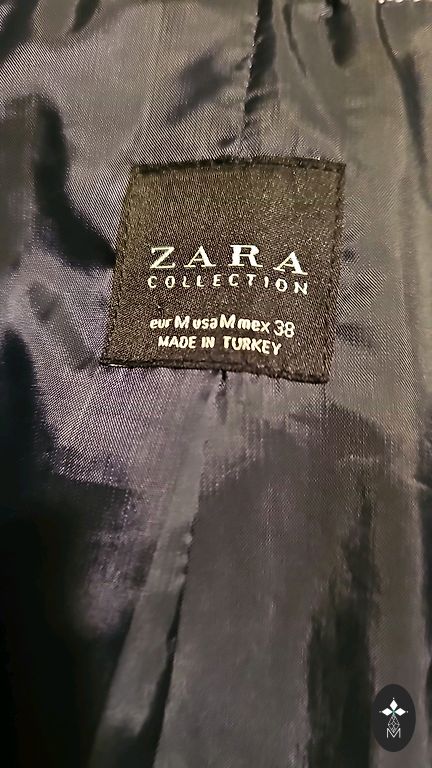 ZARA
COLLECTION
eur M usa M mex 38
MADE IN TURKEY
M